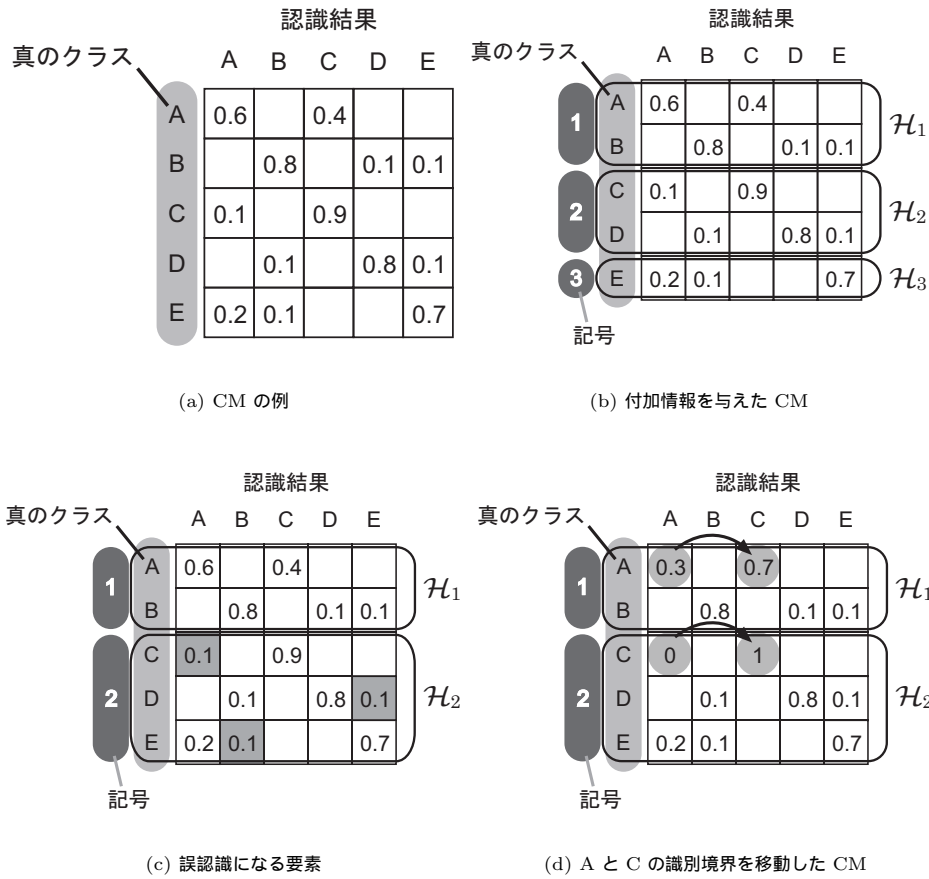 認識結果
真のクラス
A B C D E
A 0.6 0.4
B 0.8 0.1 0.1
C 0.1 0.9
D 0.1 0.8 0.1
E 0.2 0.1 0.7
(a) CM の例
認識結果
真のクラス
A B C D E
1
A 0.6 0.4
B 0.8 0.1 0.1
H1
2
C 0.1 0.9
D 0.1 0.8 0.1
H2
3
E 0.2 0.1 0.7
H3
記号
(b) 付加情報を与えた CM
認識結果
真のクラス
A B C D E
1
A 0.6 0.4
B 0.8 0.1 0.1
H1
2
C 0.1 0.9
D 0.1 0.8 0.1
E 0.2 0.1 0.7
H2
記号
(c) 誤認識になる要素
認識結果
真のクラス
A B C D E
1
A 0.3 0.7
B 0.8 0.1 0.1
H1
2
C 0 1
D 0.1 0.8 0.1
E 0.2 0.1 0.7
H2
記号
(d) A と C の識別境界を移動した CM